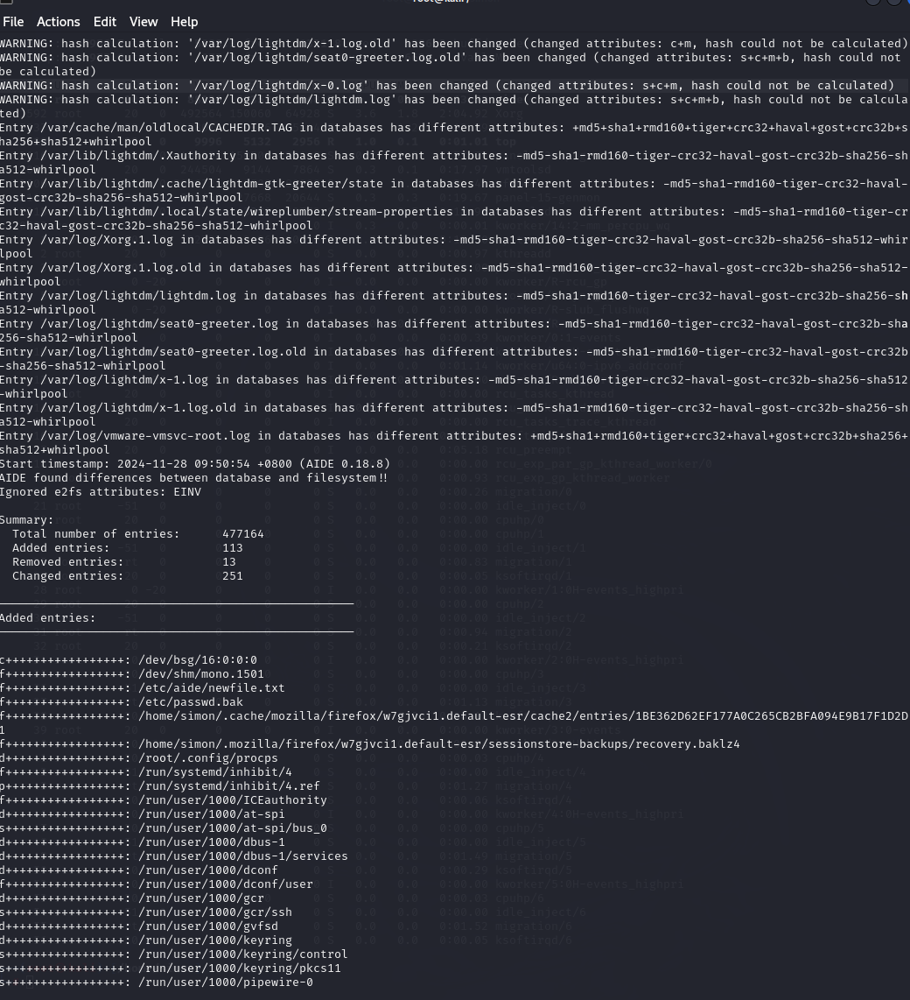 File Actions Edit View Help
WARNING: hash calculation: '/var/log/lightdm/x-1.log.old' has been changed (changed attributes: c+m, hash could not be calculated)
WARNING: hash calculation: '/var/log/lightdm/seat0-greeter.log.old' has been changed (changed attributes: s+c+m+b, hash could not
be calculated)
WARNING: hash calculation: '/var/log/lightdm/x-0.log' has been changed (changed attributes: s+c+m, hash could not be calculated)
WARNING: hash calculation: '/var/log/lightdm/lightdm.log' has been changed (changed attributes: s+c+m+b, hash could not be calcula
ted)
Entry /var/cache/man/oldlocal/CACHEDIR.TAG in databases has different attributes: +md5+sha1+rmd160+tiger+crc32+haval+gost+crc32b+s
ha256+sha512+whirlpool
Entry /var/lib/lightdm/.Xauthority in databases has different attributes: -md5-sha1-rmd160-tiger-crc32-haval-gost-crc32b-sha256-sh
a512-whirlpool
Entry /var/lib/lightdm/.cache/lightdm-gtk-greeter/state in databases has different attributes: -md5-sha1-rmd160-tiger-crc32-haval-
gost-crc32b-sha256-sha512-whirlpool
Entry /var/lib/lightdm/.local/state/wireplumber/stream-properties in databases has different attributes: -md5-sha1-rmd160-tiger-cr
c32-haval-gost-crc32b-sha256-sha512-whirlpool
Entry /var/log/Xorg.1.log in databases has different attributes: -md5-sha1-rmd160-tiger-crc32-haval-gost-crc32b-sha256-sha512-whir
lpool
Entry /var/log/Xorg.1.log.old in databases has different attributes: -md5-sha1-rmd160-tiger-crc32-haval-gost-crc32b-sha256-sha512-
whirlpool
Entry /var/log/lightdm/lightdm.log in databases has different attributes: -md5-sha1-rmd160-tiger-crc32-haval-gost-crc32b-sha256-sh
a512-whirlpool
Entry /var/log/lightdm/seat0-greeter.log in databases has different attributes: -md5-sha1-rmd160-tiger-crc32-haval-gost-crc32b-sha
256-sha512-whirlpool
Entry /var/log/lightdm/seat0-greeter.log.old in databases has different attributes: -md5-sha1-rmd160-tiger-crc32-haval-gost-crc32b
-sha256-sha512-whirlpool
Entry /var/log/lightdm/x-1.log in databases has different attributes: -md5-sha1-rmd160-tiger-crc32-haval-gost-crc32b-sha256-sha512
-whirlpool
Entry /var/log/lightdm/x-1.log.old in databases has different attributes: -md5-sha1-rmd160-tiger-crc32-haval-gost-crc32b-sha256-sh
a512-whirlpool
Entry /var/log/vmware-vmsvc-root.log in databases has different attributes: +md5+sha1+rmd160+tiger+crc32+haval+gost+crc32b+sha256+
sha512+whirlpool
Start timestamp: 2024-11-28 09:50:54 +0800 (AIDE 0.18.8)
AIDE found differences between database and filesystem!!
Ignored e2fs attributes: EINV
Summary:
Total number of entries: 477164
Added entries: 113
Removed entries: 13
Changed entries: 251
Added entries:
c++++++++++++++++: /dev/bsg/16:0:0:0
f++++++++++++++++: /dev/shm/mono.1501
f++++++++++++++++: /etc/aide/newfile.txt
f++++++++++++++++: /etc/passwd.bak
f++++++++++++++++: /home/simon/.cache/mozilla/firefox/w7gjvci1.default-esr/cache2/entries/1BE362D62EF177A0C265CB2BFA094E9B17F1D2D
1
f++++++++++++++++: /home/simon/.mozilla/firefox/w7gjvci1.default-esr/sessionstore-backups/recovery.baklz4
d++++++++++++++++: /root/.config/procps
f++++++++++++++++: /run/systemd/inhibit/4
p++++++++++++++++: /run/systemd/inhibit/4.ref
f++++++++++++++++: /run/user/1000/ICEauthority
d++++++++++++++++: /run/user/1000/at-spi
s++++++++++++++++: /run/user/1000/at-spi/bus_0
d++++++++++++++++: /run/user/1000/dbus-1
d++++++++++++++++: /run/user/1000/dbus-1/services
d++++++++++++++++: /run/user/1000/dconf
f++++++++++++++++: /run/user/1000/dconf/user
d++++++++++++++++: /run/user/1000/gcr
s++++++++++++++++: /run/user/1000/gcr/ssh
d++++++++++++++++: /run/user/1000/gvfsd
d++++++++++++++++: /run/user/1000/keyring
s++++++++++++++++: /run/user/1000/keyring/control
s++++++++++++++++: /run/user/1000/keyring/pkcs11
s++++++++++++++++: /run/user/1000/pipewire-0